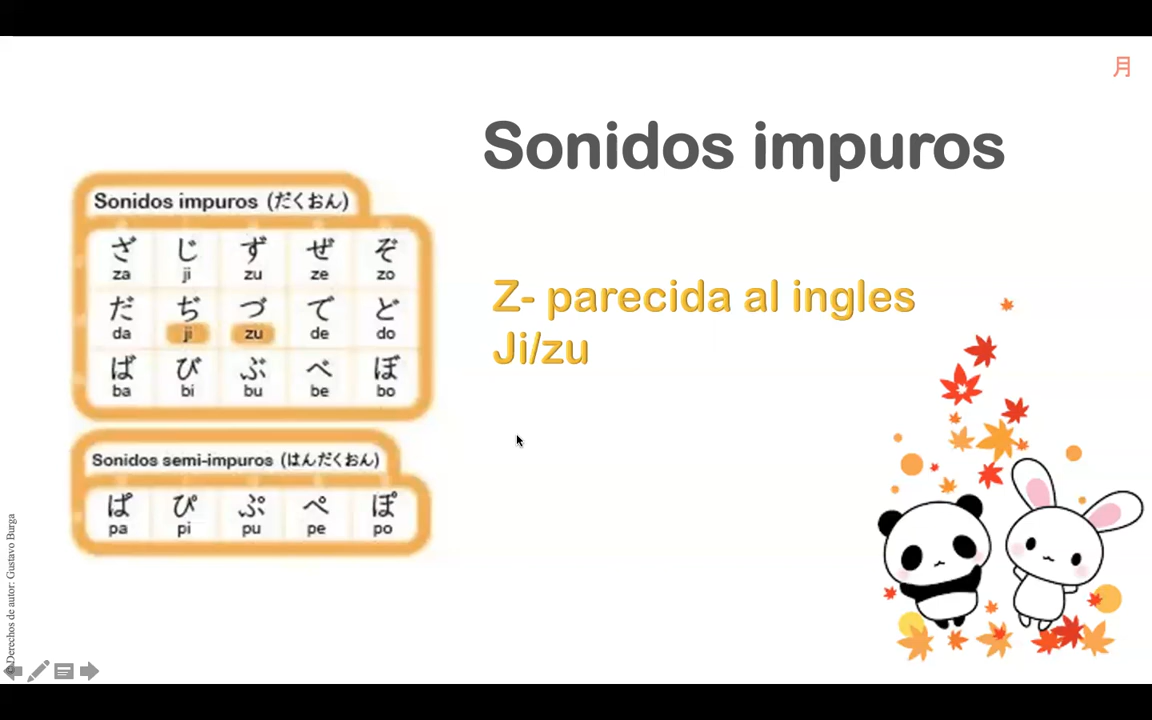 月
Sonidos impuros
Sonidos impuros (だくおん)
ざ じ ず ぜ ぞ
za ji zu ze zo
だ ぢ づ で ど
da ji zu de do
ば び ぶ べ ぼ
ba bi bu be bo
Z- parecida al ingles
Ji/zu
Sonidos semi-impuros (はんだくおん)
ぱ ぴ ぷ ぺ ぽ
pa pi pu pe po
© Derechos de autor: Gustavo Burga